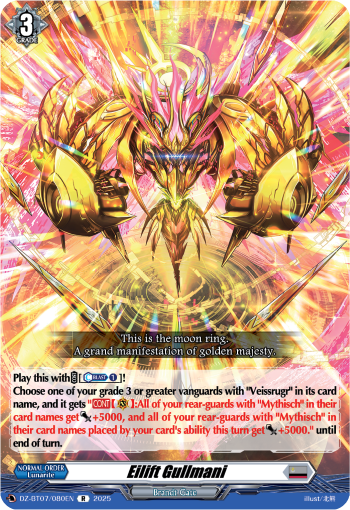 3
GRADE
This is the moon ring.
A grand manifestation of golden majesty.
Play this with [BLAST 1]!
Choose one of your grade 3 or greater vanguards with "Veissrugr" in its card
name, and it gets "CONT[ ]:All of your rear-guards with "Mythisch" in their
card names get +5000, and all of your rear-guards with "Mythisch" in
their card names placed by your card's ability this turn get +5000." until
end of turn.
NORMAL ORDER
Lunarite
Eilift Gullmani
DZ-BT07/080EN R 2025
Brandt Gate
illust/北熊